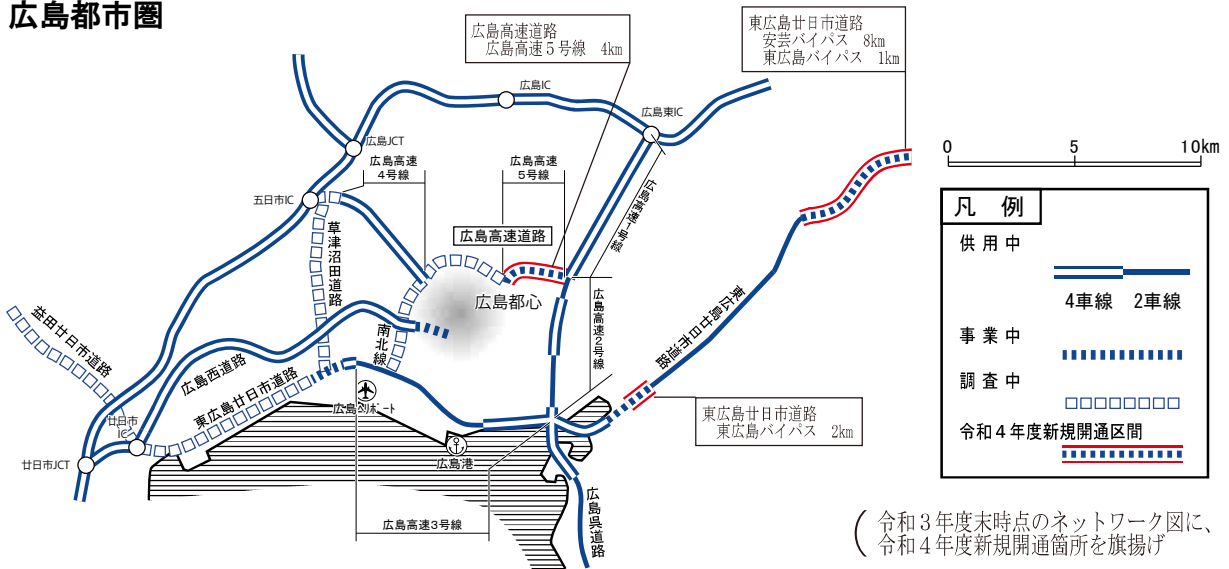 広島都市圏
広島高速道路
広島高速５号線 4km
東広島廿日市道路
安芸バイパス 8km
東広島バイパス 1km
広島IC
広島東IC
広島JCT
広島高速
4号線
広島高速
5号線
五日市IC
広島高速1号線
草津沼田道路
広島高速道路
広島都心
広島高速2号線
東広島廿日市道路
益田廿日市道路
南北線
広島西道路
東広島廿日市道路
広島ヘリポート
東広島廿日市道路
東広島バイパス 2km
廿日市
IC
廿日市JCT
広島港
広島高速3号線
広島呉道路
0 5 10km
凡 例
供用中
4車線 2車線
事業中
調査中
令和４年度新規開通区間
令和３年度末時点のネットワーク図に、
令和４年度新規開通箇所を旗揚げ